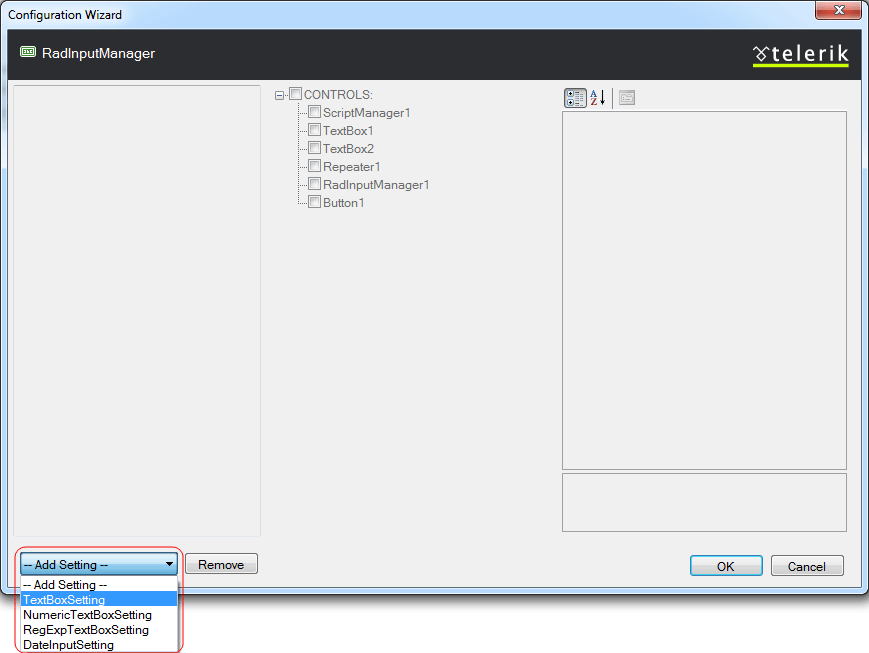 Configuration Wizard
RadInputManager
telerik
CONTROLS:
ScriptManager1
TextBox1
TextBox2
Repeater1
RadInputManager1
Button1
A
Z
-- Add Setting --
Remove
OK
Cancel
-- Add Setting --
TextBoxSetting
NumericTextBoxSetting
RegExpTextBoxSetting
DateInputSetting